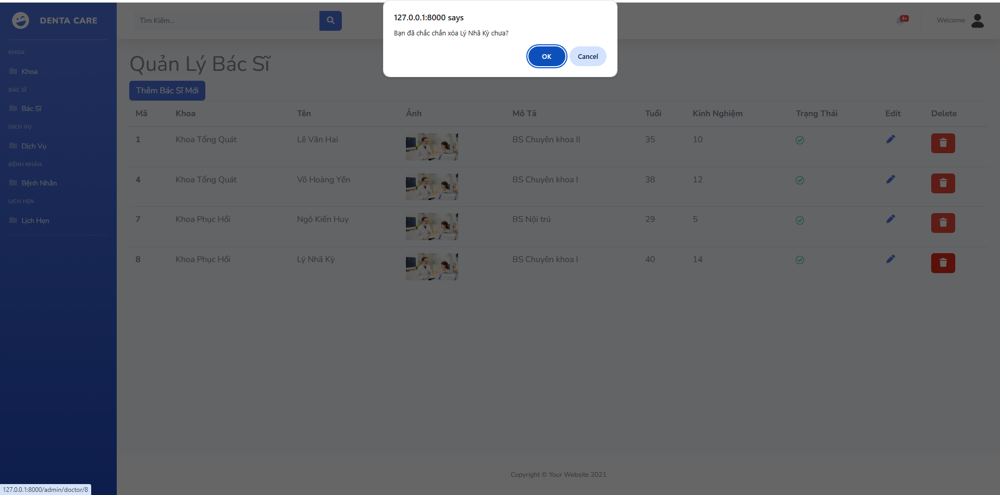 127.0.0.1:8000 says
Bạn đã chắc chắn xóa Lý Nhã Kỳ chưa?
OK
Cancel
DENTA CARE
Tìm Kiếm...
3+
Welcome
KHOA
Khoa
BÁC SĨ
Bác Sĩ
DỊCH VỤ
Dịch Vụ
BỆNH NHÂN
Bệnh Nhân
LỊCH HẸN
Lịch Hẹn
Quản Lý Bác Sĩ
Thêm Bác Sĩ Mới
Mã Khoa Tên Ảnh Mô Tả Tuổi Kinh Nghiệm Trạng Thái Edit Delete
1 Khoa Tổng Quát Lê Văn Hai BS Chuyên khoa II 35 10
4 Khoa Tổng Quát Võ Hoàng Yến BS Chuyên khoa I 38 12
7 Khoa Phục Hồi Ngô Kiến Huy BS Nội trú 29 5
8 Khoa Phục Hồi Lý Nhã Kỳ BS Chuyên khoa I 40 14
Copyright © Your Website 2021
127.0.0.1:8000/admin/doctor/8